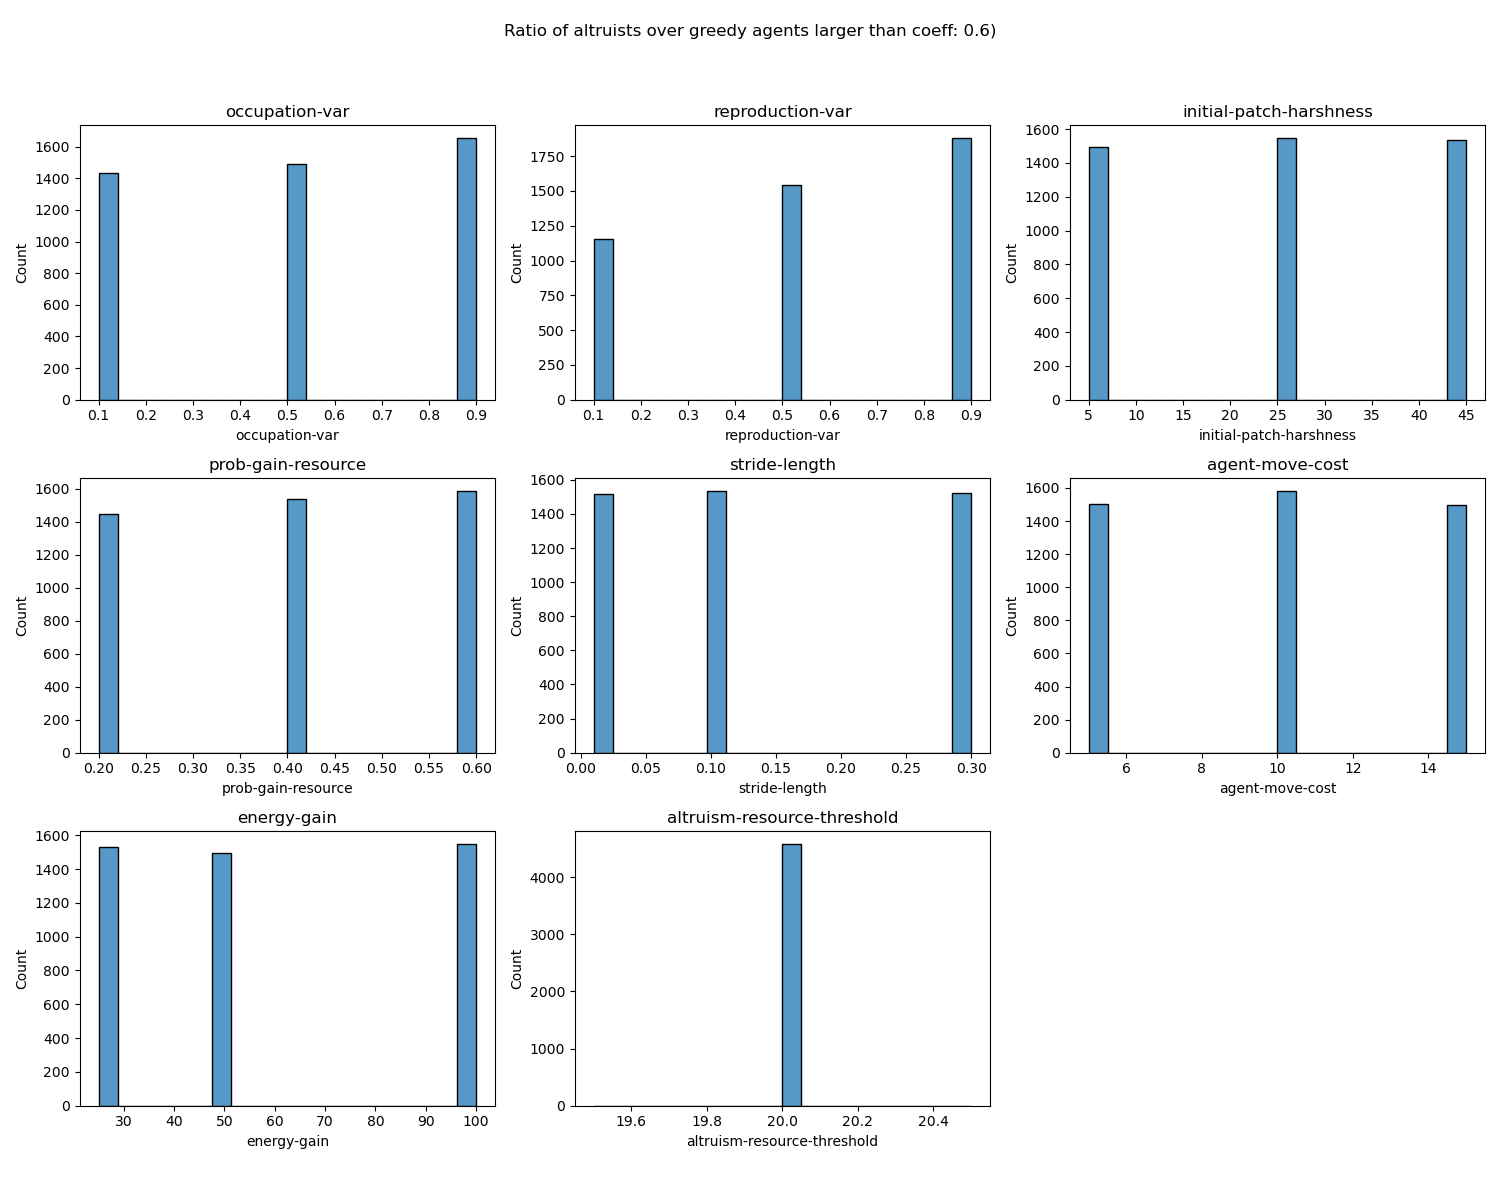 Ratio of altruists over greedy agents larger than coeff: 0.6)
occupation-var
1600
1400
1200
1000
800
600
400
200
0
Count
0.1 0.2 0.3 0.4 0.5 0.6 0.7 0.8 0.9
occupation-var
reproduction-var
1750
1500
1250
1000
750
500
250
0
Count
0.1 0.2 0.3 0.4 0.5 0.6 0.7 0.8 0.9
reproduction-var
initial-patch-harshness
1600
1400
1200
1000
800
600
400
200
0
Count
5 10 15 20 25 30 35 40 45
initial-patch-harshness
prob-gain-resource
1600
1400
1200
1000
800
600
400
200
0
Count
0.20 0.25 0.30 0.35 0.40 0.45 0.50 0.55 0.60
prob-gain-resource
stride-length
1600
1400
1200
1000
800
600
400
200
0
Count
0.00 0.05 0.10 0.15 0.20 0.25 0.30
stride-length
agent-move-cost
1600
1400
1200
1000
800
600
400
200
0
Count
6 8 10 12 14
agent-move-cost
energy-gain
1600
1400
1200
1000
800
600
400
200
0
Count
30 40 50 60 70 80 90 100
energy-gain
altruism-resource-threshold
4000
3000
2000
1000
0
Count
19.6 19.8 20.0 20.2 20.4
altruism-resource-threshold